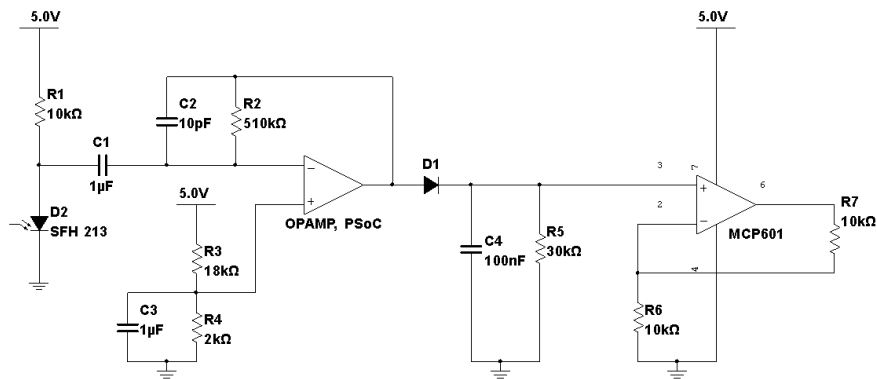 5.0V
5.0V
R1
10kΩ
C2
10pF
R2
510kΩ
C1
1µF
D1
3
7
6
2
4
R7
10kΩ
5.0V
D2
SFH 213
OPAMP, PSoC
MCP601
R3
18kΩ
C4
100nF
R5
30kΩ
C3
1µF
R4
2kΩ
R6
10kΩ
−
+
+
−